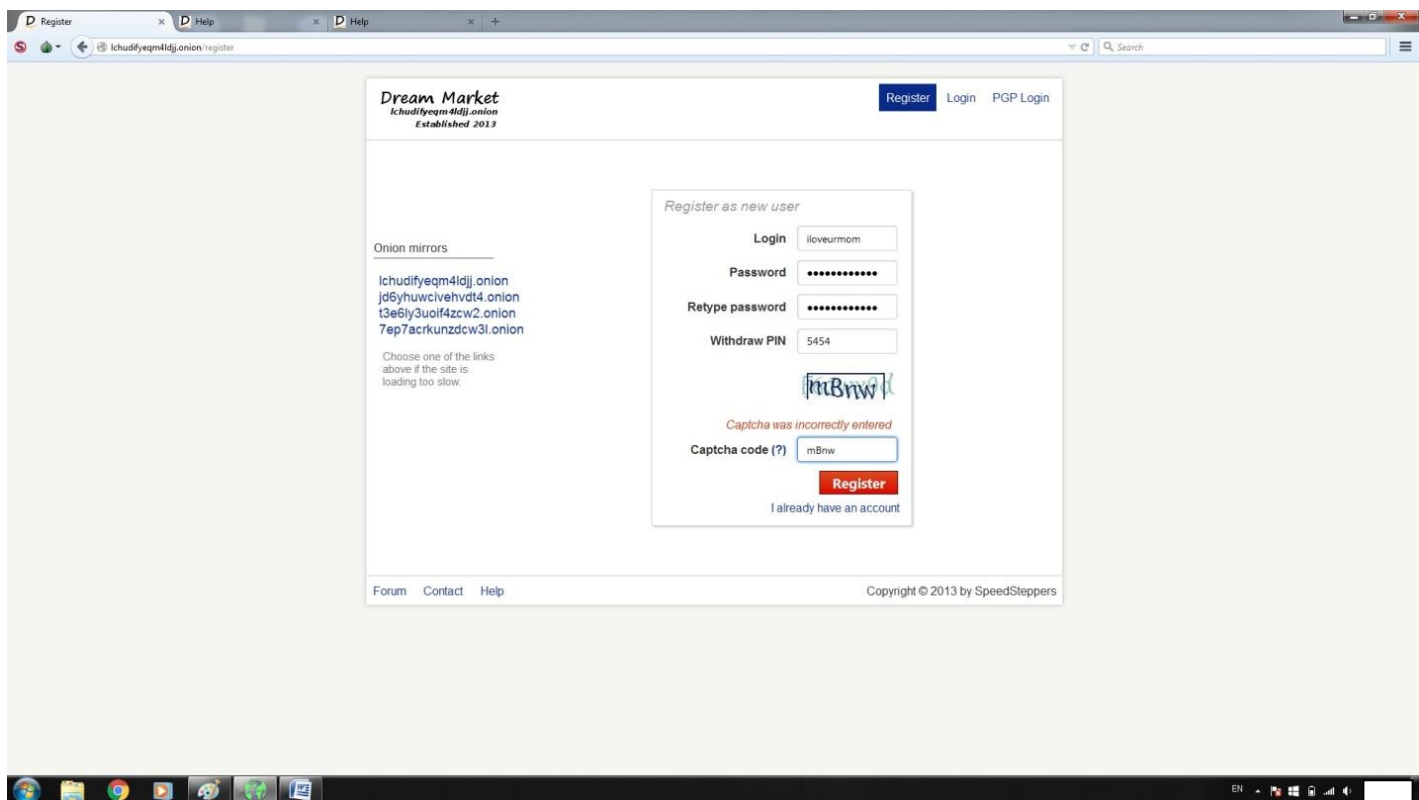 Register
Help
Help
lchudifyeqm4ldjj.onion/register
Search
Dream Market
lchudifyeqm4ldjj.onion
Established 2013
Register Login PGP Login
Register as new user
Login iloveurmom
Password ••••••••••••
Retype password ••••••••••••
Withdraw PIN 5454
mBnw
Captcha was incorrectly entered
Captcha code (?) mBnw
Register
I already have an account
Onion mirrors
lchudifyeqm4ldjj.onion
jd6yhuwcivehvdt4.onion
t3e6ly3uoif4zcw2.onion
7ep7acrkunzdcw3l.onion
Choose one of the links
above if the site is
loading too slow.
Forum Contact Help
Copyright © 2013 by SpeedSteppers
EN